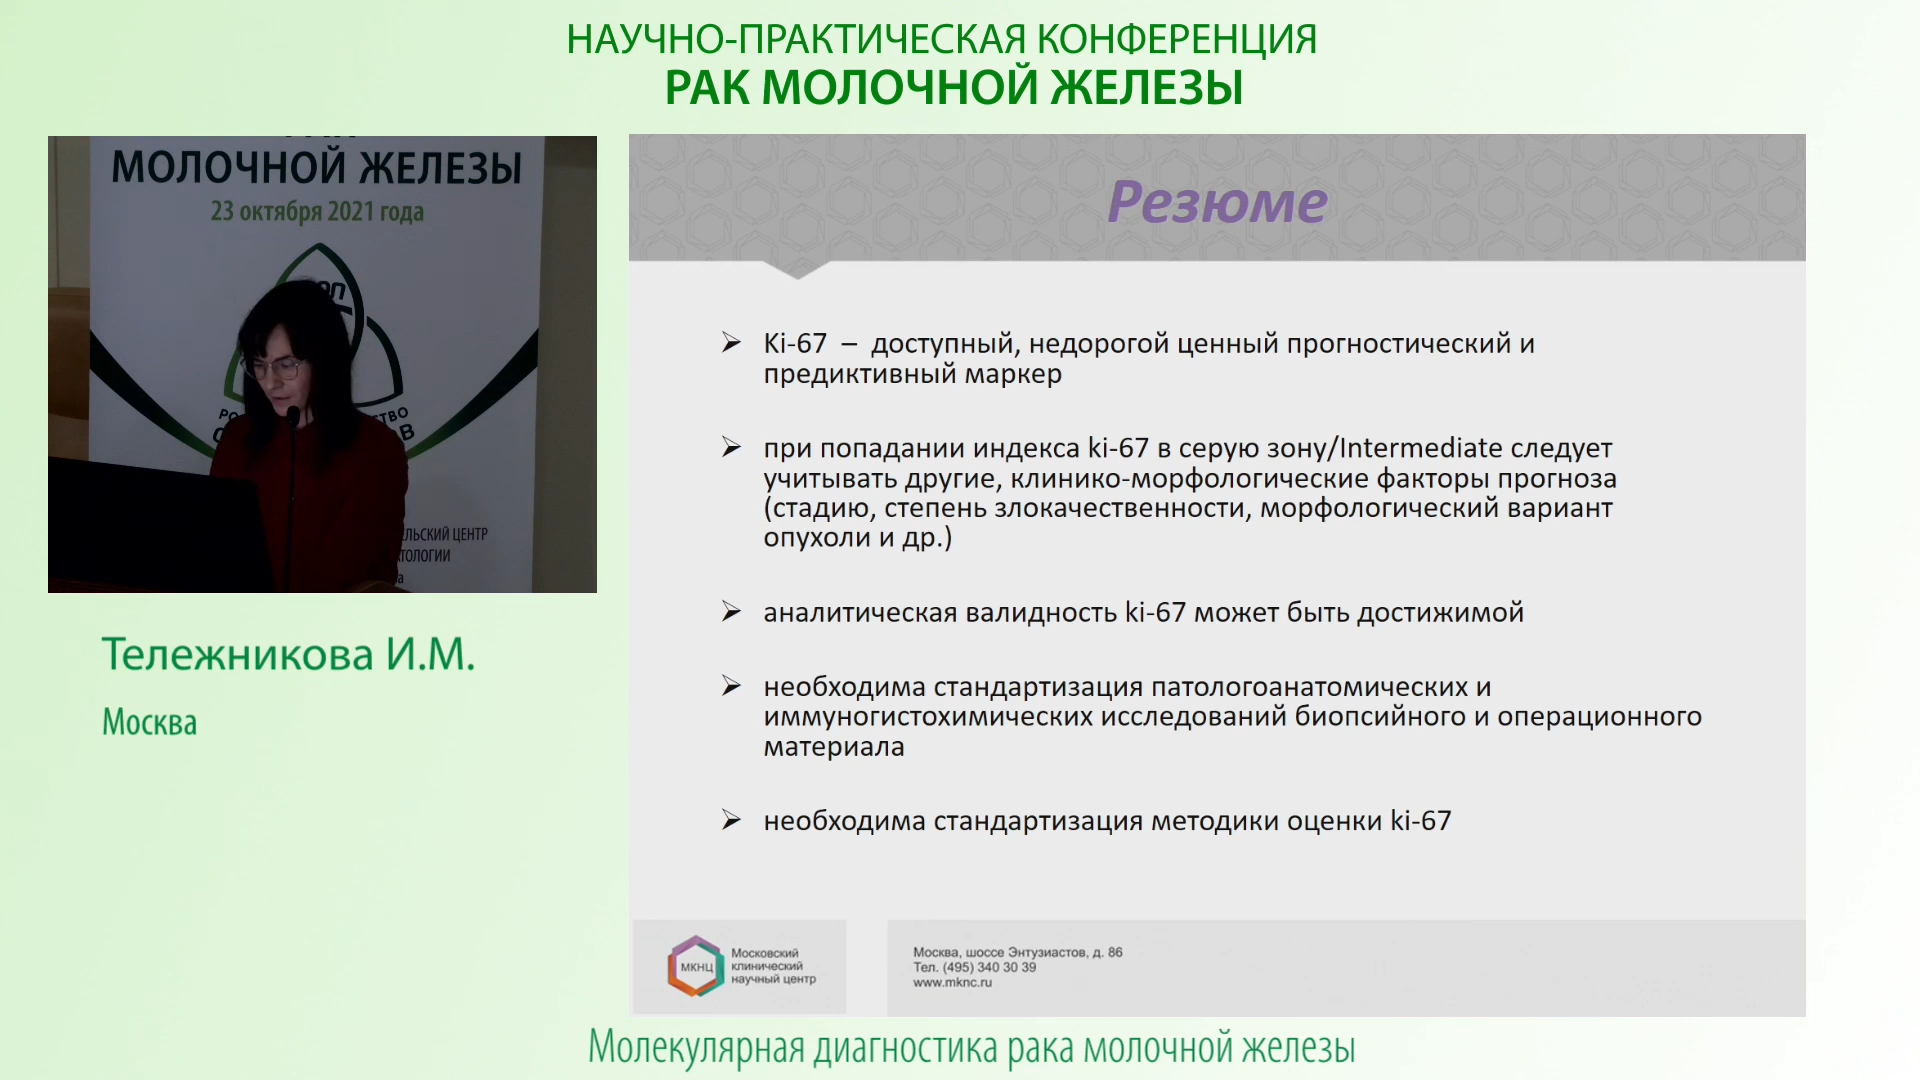 НАУЧНО-ПРАКТИЧЕСКАЯ КОНФЕРЕНЦИЯ
РАК МОЛОЧНОЙ ЖЕЛЕЗЫ
МОЛОЧНОЙ ЖЕЛЕЗЫ
23 октября 2021 года
Тележникова И.М.
Москва
Резюме
Ki-67 – доступный, недорогой ценный прогностический и
предиктивный маркер
при попадании индекса ki-67 в серую зону/Intermediate следует
учитывать другие, клинико-морфологические факторы прогноза
(стадию, степень злокачественности, морфологический вариант
опухоли и др.)
аналитическая валидность ki-67 может быть достижимой
необходима стандартизация патологоанатомических и
иммуногистохимических исследований биопсийного и операционного
материала
необходима стандартизация методики оценки ki-67
МКНЦ
Московский
клинический
научный центр
Москва, шоссе Энтузиастов, д. 86
Тел. (495) 340 30 39
www.mknc.ru
Молекулярная диагностика рака молочной железы